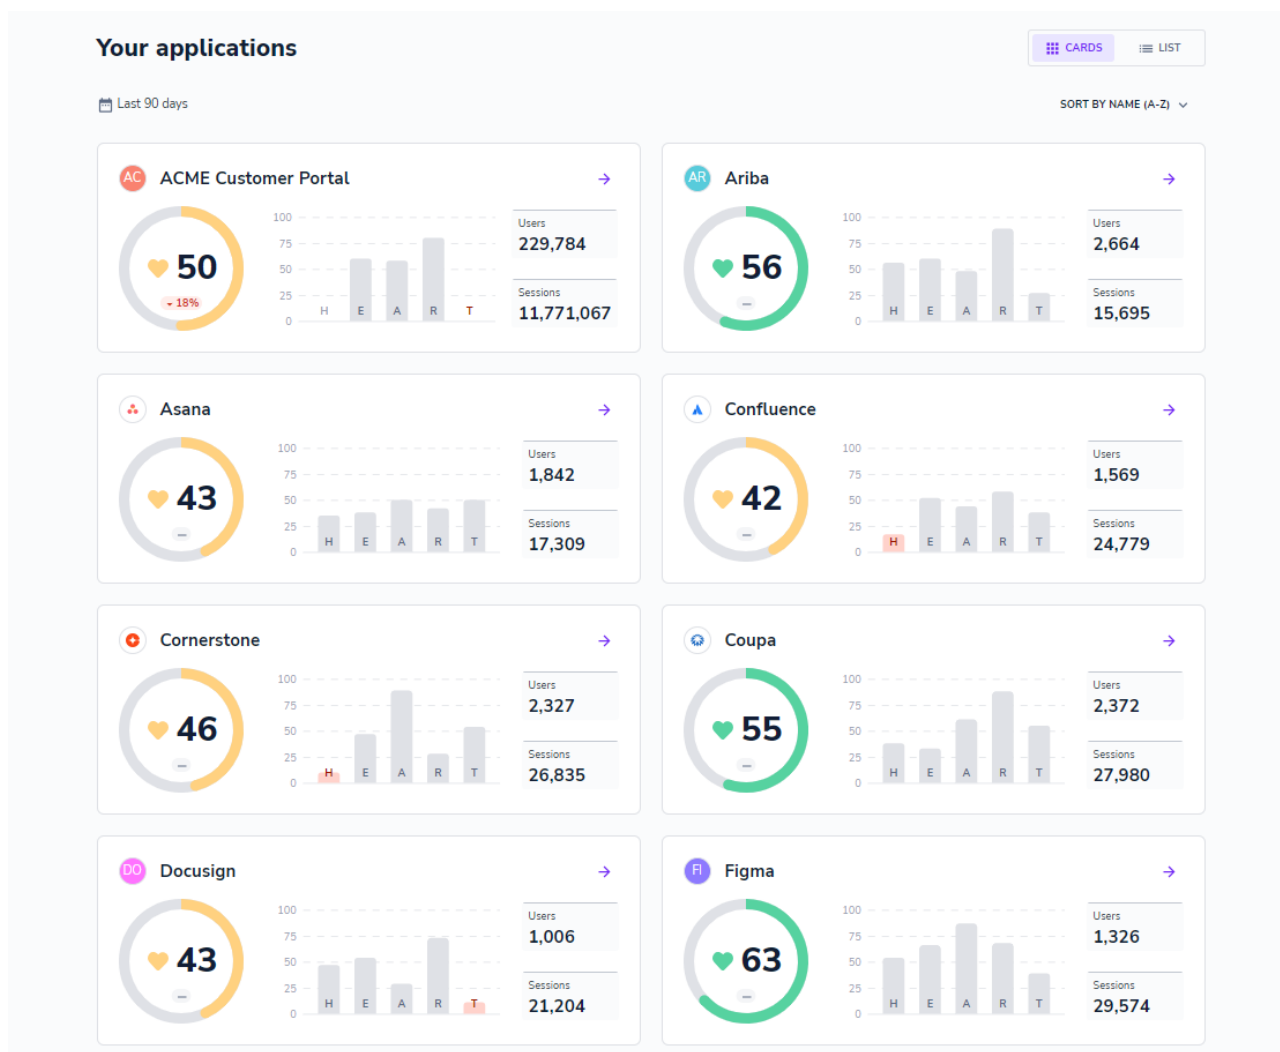 Your applications
CARDS
LIST
Last 90 days
SORT BY NAME (A-Z)
AC
ACME Customer Portal
50
18%
100
75
50
25
0
H E A R T
Users
229,784
Sessions
11,771,067
AR
Ariba
56
100
75
50
25
0
H E A R T
Users
2,664
Sessions
15,695
Asana
43
100
75
50
25
0
H E A R T
Users
1,842
Sessions
17,309
Confluence
42
100
75
50
25
0
H E A R T
Users
1,569
Sessions
24,779
Cornerstone
46
100
75
50
25
0
H E A R T
Users
2,327
Sessions
26,835
Coupa
55
100
75
50
25
0
H E A R T
Users
2,372
Sessions
27,980
DO
Docusign
43
100
75
50
25
0
H E A R T
Users
1,006
Sessions
21,204
FI
Figma
63
100
75
50
25
0
H E A R T
Users
1,326
Sessions
29,574